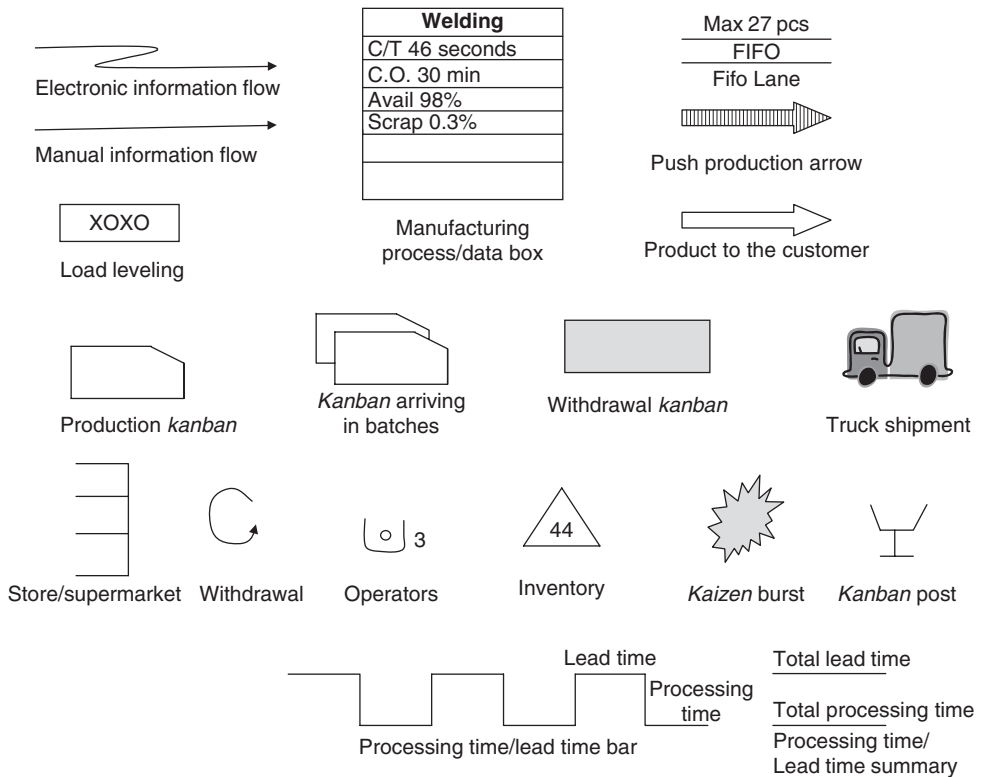 Electronic information flow
Manual information flow
XOXO
Load leveling
Welding
C/T 46 seconds
C.O. 30 min
Avail 98%
Scrap 0.3%
Manufacturing
process/data box
Max 27 pcs
FIFO
Fifo Lane
Push production arrow
Product to the customer
Production kanban
Kanban arriving
in batches
Withdrawal kanban
Truck shipment
Store/supermarket
Withdrawal
3
Operators
44
Inventory
Kaizen burst
Kanban post
Lead time
Processing
time
Processing time/lead time bar
Total lead time
Total processing time
Processing time/
Lead time summary